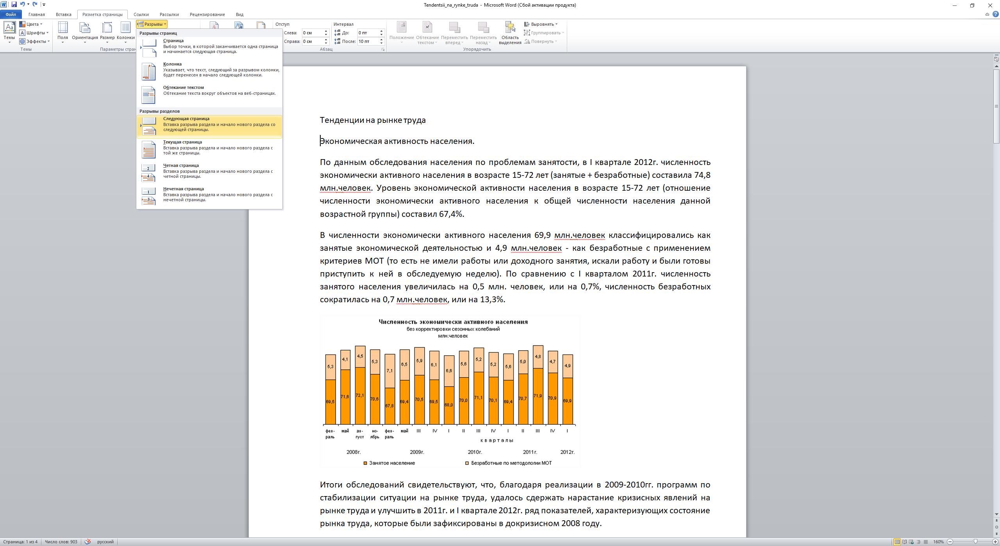 Tendentsii_na_rynke_truda - Microsoft Word (Сбой активации продукта)
Файл Главная Вставка Разметка страницы Ссылки Рассылки Рецензирование Вид
Темы
Цвета
Шрифты
Эффекты
Темы
Поля Ориентация Размер Колонки
Разрывы
Параметры стран
Отступ
Слева: 0 см
Справа: 0 см
Интервал
До: 0 пт
После: 10 пт
Абзац
Положение
Обтекание текстом
Переместить вперед
Переместить назад
Область выделения
Выровнять
Группировать
Повернуть
Упорядочить
Разрывы страниц
Страница
Выбор точки, в которой заканчивается одна страница
и начинается следующая страница.
Колонка
Указывает, что текст, следующий за разрывом колонки,
будет перенесен в начало следующей колонки.
Обтекание текстом
Обтекание текста вокруг объектов на веб-страницах.
Разрывы разделов
Следующая страница
Вставка разрыва раздела и начало нового раздела со
следующей страницы.
Текущая страница
Вставка разрыва раздела и начало нового раздела с
той же страницы.
Четная страница
Вставка разрыва раздела и начало нового раздела с
четной страницы.
Нечетная страница
Вставка разрыва раздела и начало нового раздела с
нечетной страницы.
Тенденции на рынке труда
Экономическая активность населения.
По данным обследования населения по проблемам занятости, в I квартале 2012г. численность
экономически активного населения в возрасте 15-72 лет (занятые + безработные) составила 74,8
млн.человек. Уровень экономической активности населения в возрасте 15-72 лет (отношение
численности экономически активного населения к общей численности населения данной
возрастной группы) составил 67,4%.
В численности экономически активного населения 69,9 млн.человек классифицировались как
занятые экономической деятельностью и 4,9 млн.человек - как безработные с применением
критериев МОТ (то есть не имели работы или доходного занятия, искали работу и были готовы
приступить к ней в обследуемую неделю). По сравнению с I кварталом 2011г. численность
занятого населения увеличилась на 0,5 млн. человек, или на 0,7%, численность безработных
сократилась на 0,7 млн.человек, или на 13,3%.
Численность экономически активного населения
без корректировки сезонных колебаний
млн.человек
5,3 4,1 4,5 5,3 7,1 6,5 5,9 6,1 6,6 5,6 5,2 5,2 5,6 5,0 4,8 4,7 4,9
69,5 71,6 72,1 70,6 67,8 69,4 70,5 69,5 68,0 70,0 71,1 70,1 69,4 70,7 71,9 70,9 69,9
фев- май ав- но- фев- май III IV I II III IV I II III IV I
раль густ ябрь раль
кварталы
2008г. 2009г. 2010г. 2011г. 2012г.
Занятое население Безработные по методологии МОТ
Итоги обследований свидетельствуют, что, благодаря реализации в 2009-2010гг. программ по
стабилизации ситуации на рынке труда, удалось сдержать нарастание кризисных явлений на
рынке труда и улучшить в 2011г. и I квартале 2012г. ряд показателей, характеризующих состояние
рынка труда, которые были зафиксированы в докризисном 2008 году.
Страница: 1 из 4 Число слов: 903 русский 160%